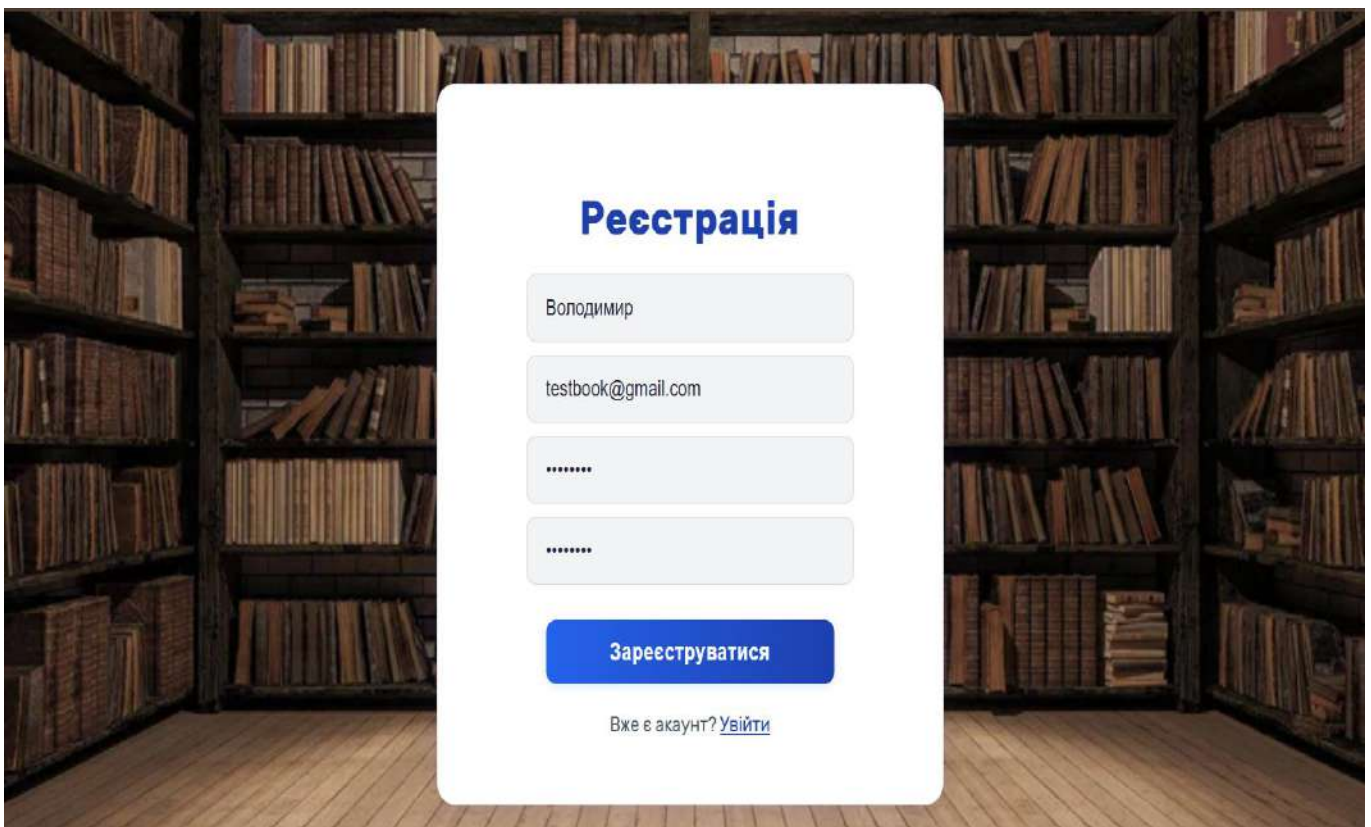 Реєстрація
Володимир
testbook@gmail.com
••••••••
••••••••
Зареєструватися
Вже є акаунт? Увійти